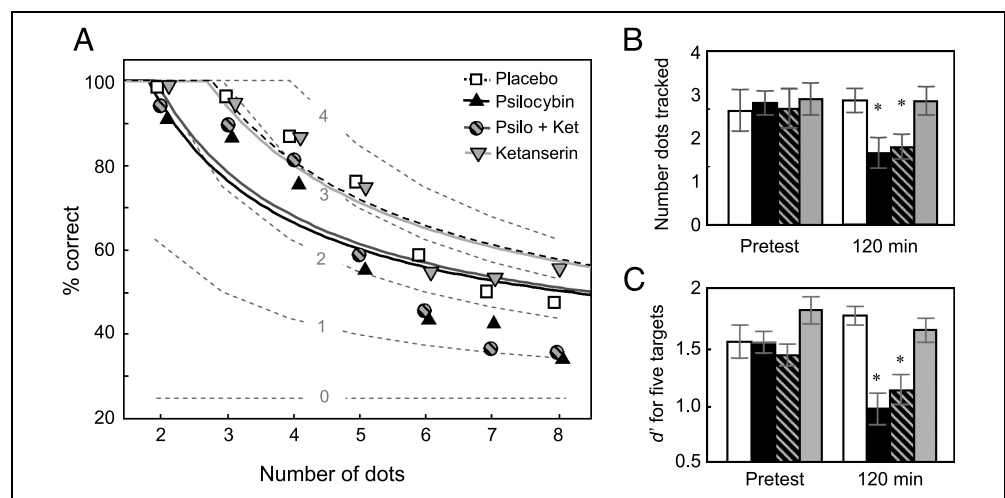 A
100
80
60
40
20
% correct
2 3 4 5 6 7 8
Number of dots
Placebo
Psilocybin
Psilo + Ket
Ketanserin
4
3
2
1
0
B
4
3
2
1
0
Number dots tracked
* *
Pretest 120 min
C
2
1.5
1.0
0.5
d' for five targets
* *
Pretest 120 min